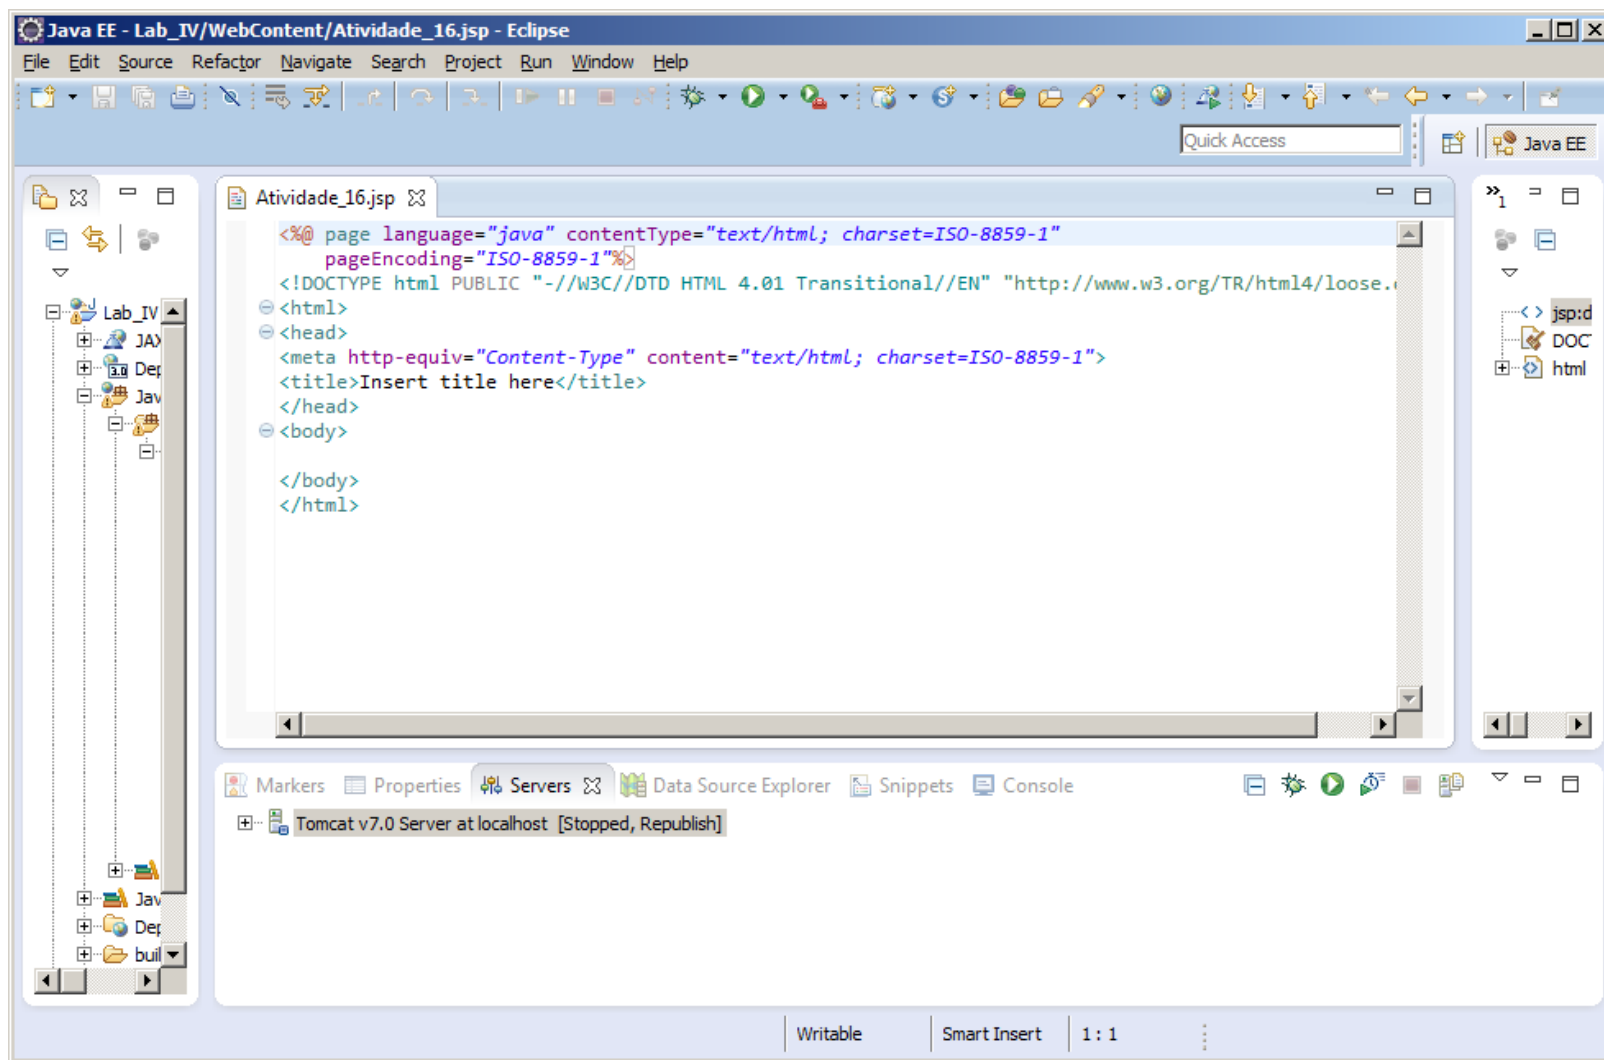 Java EE - Lab_IV/WebContent/Atividade_16.jsp - Eclipse
File Edit Source Refactor Navigate Search Project Run Window Help
Quick Access
Java EE
Atividade_16.jsp
<%@ page language="java" contentType="text/html; charset=ISO-8859-1"
pageEncoding="ISO-8859-1"%>
<!DOCTYPE html PUBLIC "-//W3C//DTD HTML 4.01 Transitional//EN" "http://www.w3.org/TR/html4/loose.
<html>
<head>
<meta http-equiv="Content-Type" content="text/html; charset=ISO-8859-1">
<title>Insert title here</title>
</head>
<body>
</body>
</html>
Lab_IV
JAX
3.0 Dep
Jav
Jav
Dep
buil
»1
jsp:d
DOCT
html
Markers Properties Servers Data Source Explorer Snippets Console
Tomcat v7.0 Server at localhost [Stopped, Republish]
Writable Smart Insert 1 : 1